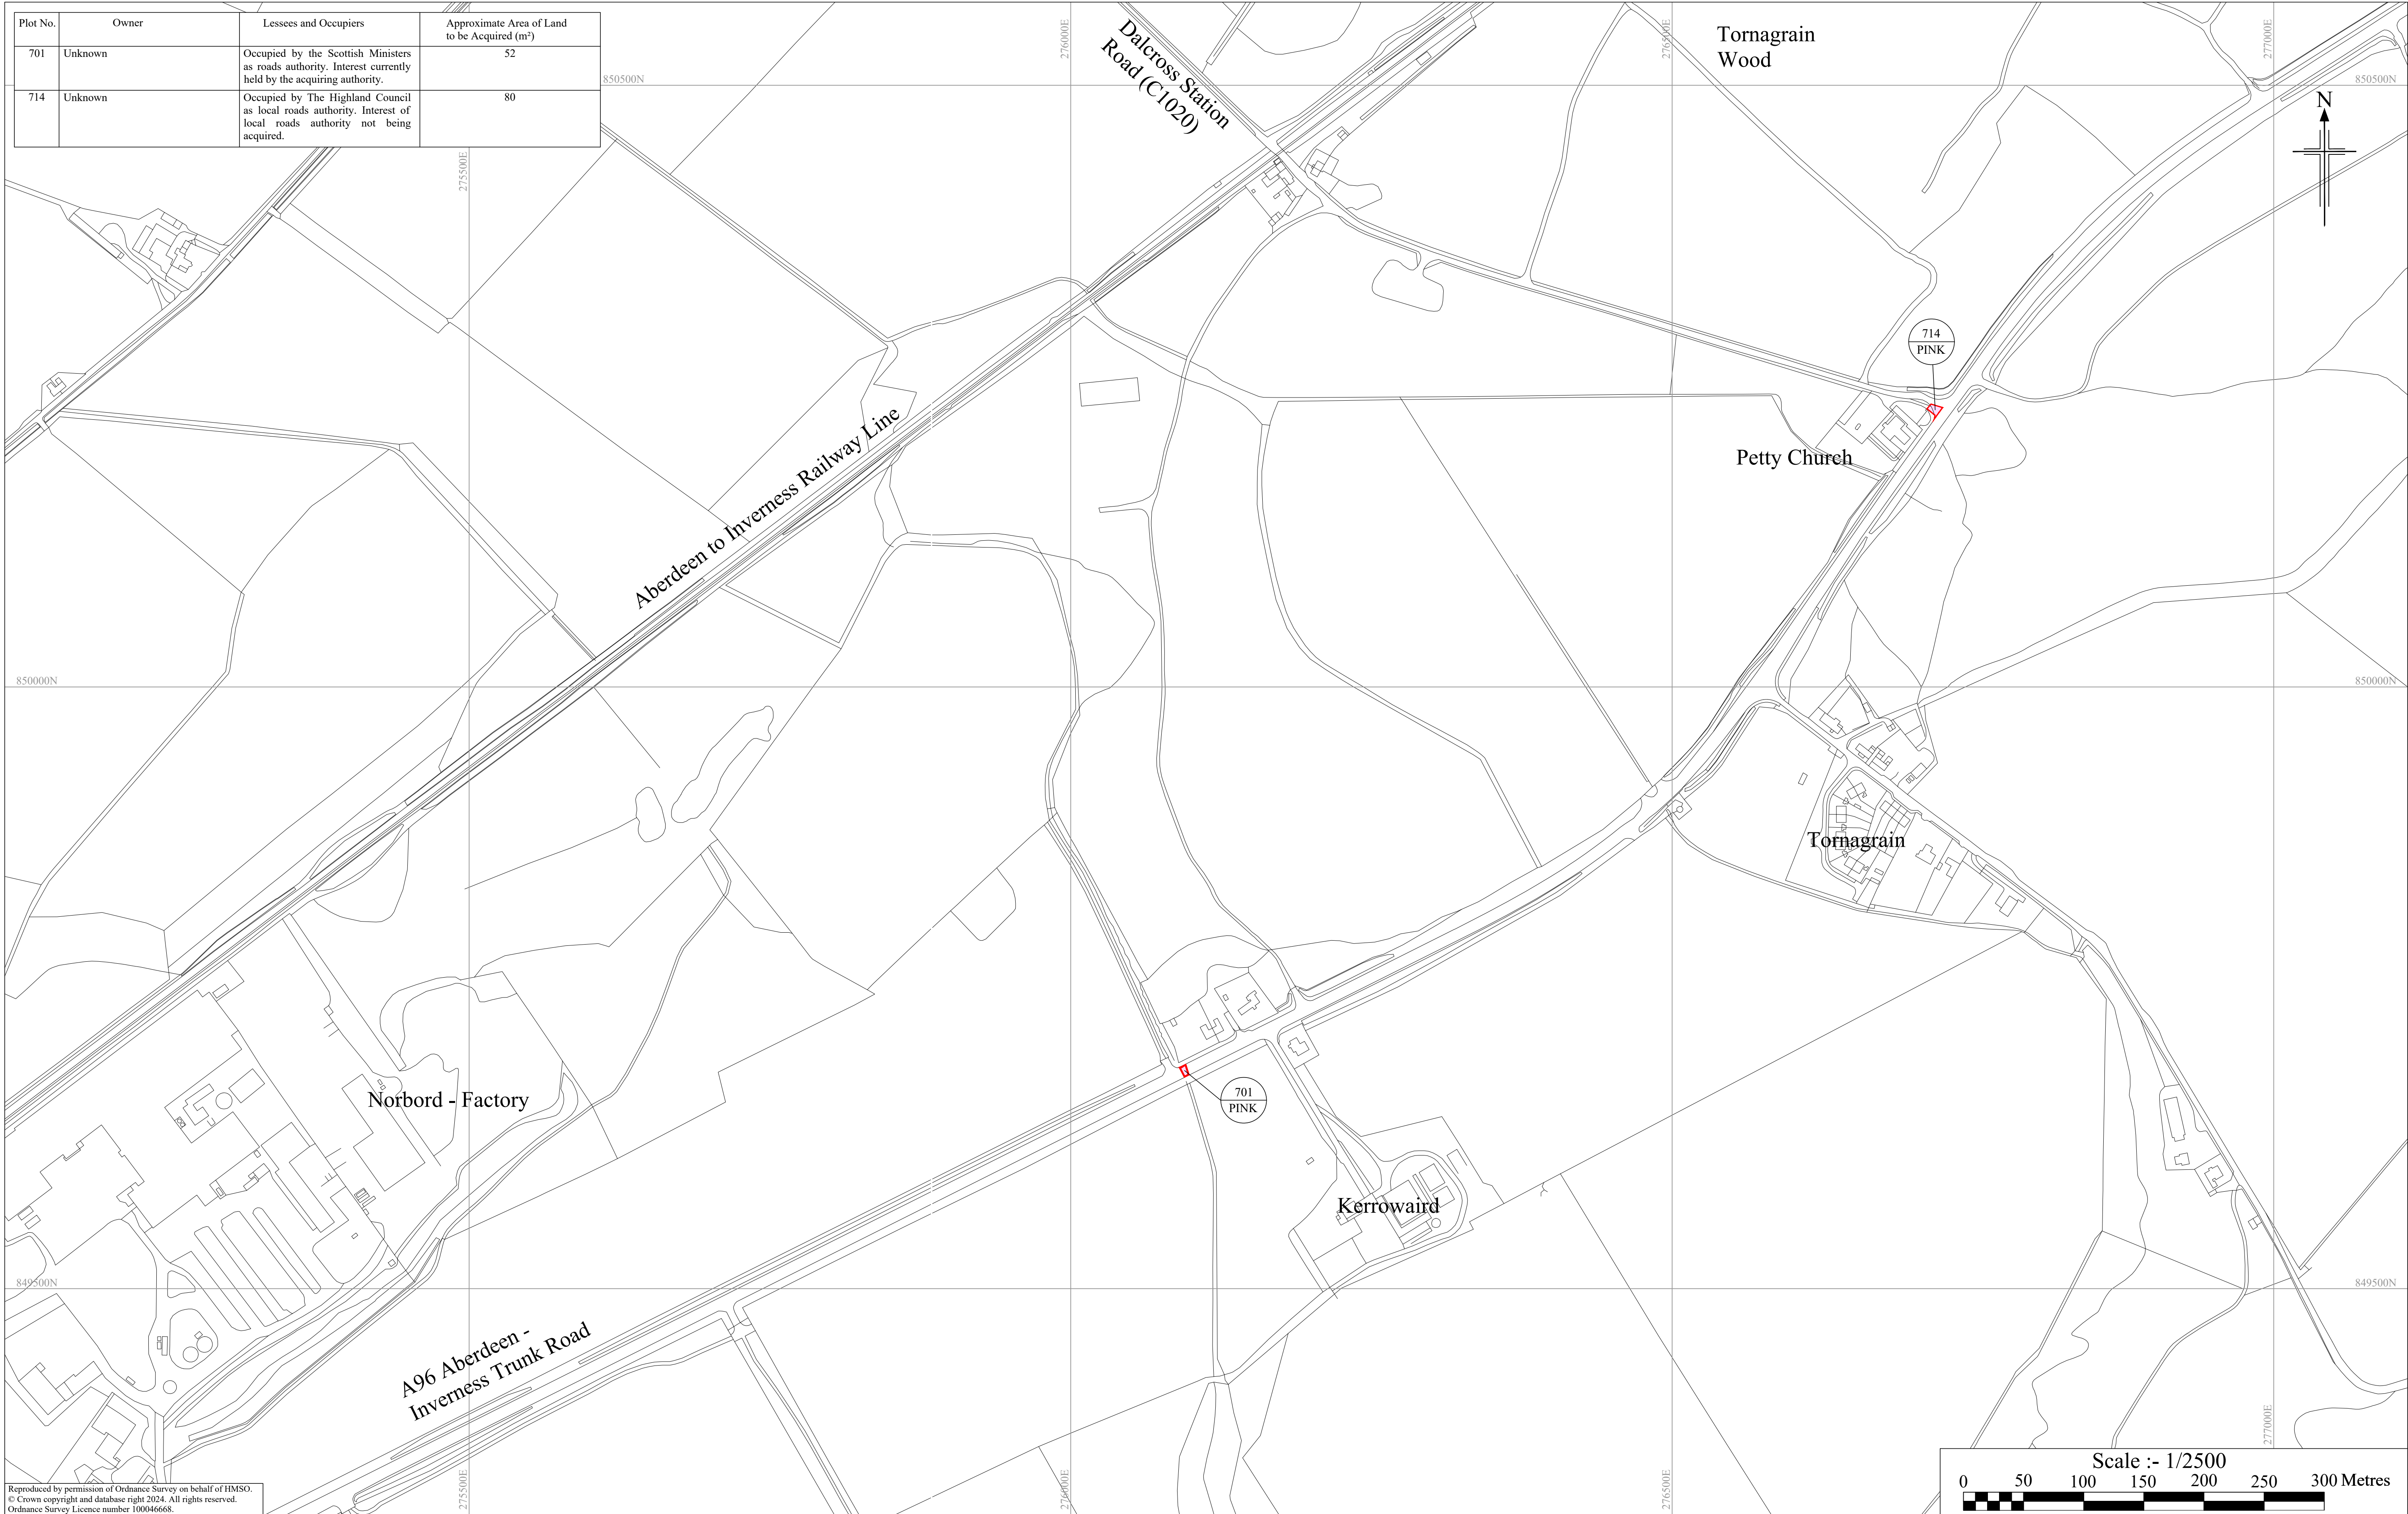 Plot No. Owner Lessees and Occupiers Approximate Area of Land
to be Acquired (m²)
701 Unknown Occupied by the Scottish Ministers 52
as roads authority. Interest currently
held by the acquiring authority.
714 Unknown Occupied by The Highland Council 80
as local roads authority. Interest of
local roads authority not being
acquired.
276000E
276500E
277000E
Dalcross Station
Road (C1020)
Tornagrain
Wood
850500N
850500N
N
275500E
714
PINK
Aberdeen to Inverness Railway Line
Petty Church
850000N
850000N
Tornagrain
Norbord - Factory
701
PINK
Kerrowaird
849500N
849500N
A96 Aberdeen -
Inverness Trunk Road
275500E
276000E
276500E
277000E
Scale :- 1/2500
0 50 100 150 200 250 300 Metres
Reproduced by permission of Ordnance Survey on behalf of HMSO.
© Crown copyright and database right 2024. All rights reserved.
Ordnance Survey Licence number 100046668.